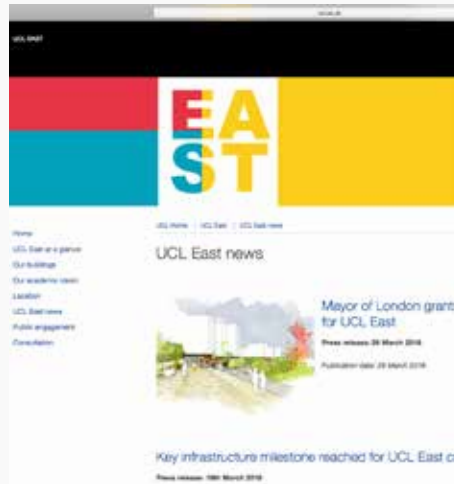 UCL EAST
EA
ST
UCL Home | UCL East | UCL East news
Home
UCL East at a glance
Our buildings
Our academic vision
Location
UCL East news
Public engagement
Consultation
UCL East news
Mayor of London grants
for UCL East
Press release: 29 March 2018
Publication date: 29 March 2018
Key infrastructure milestone reached for UCL East c
Press release: 19th March 2018